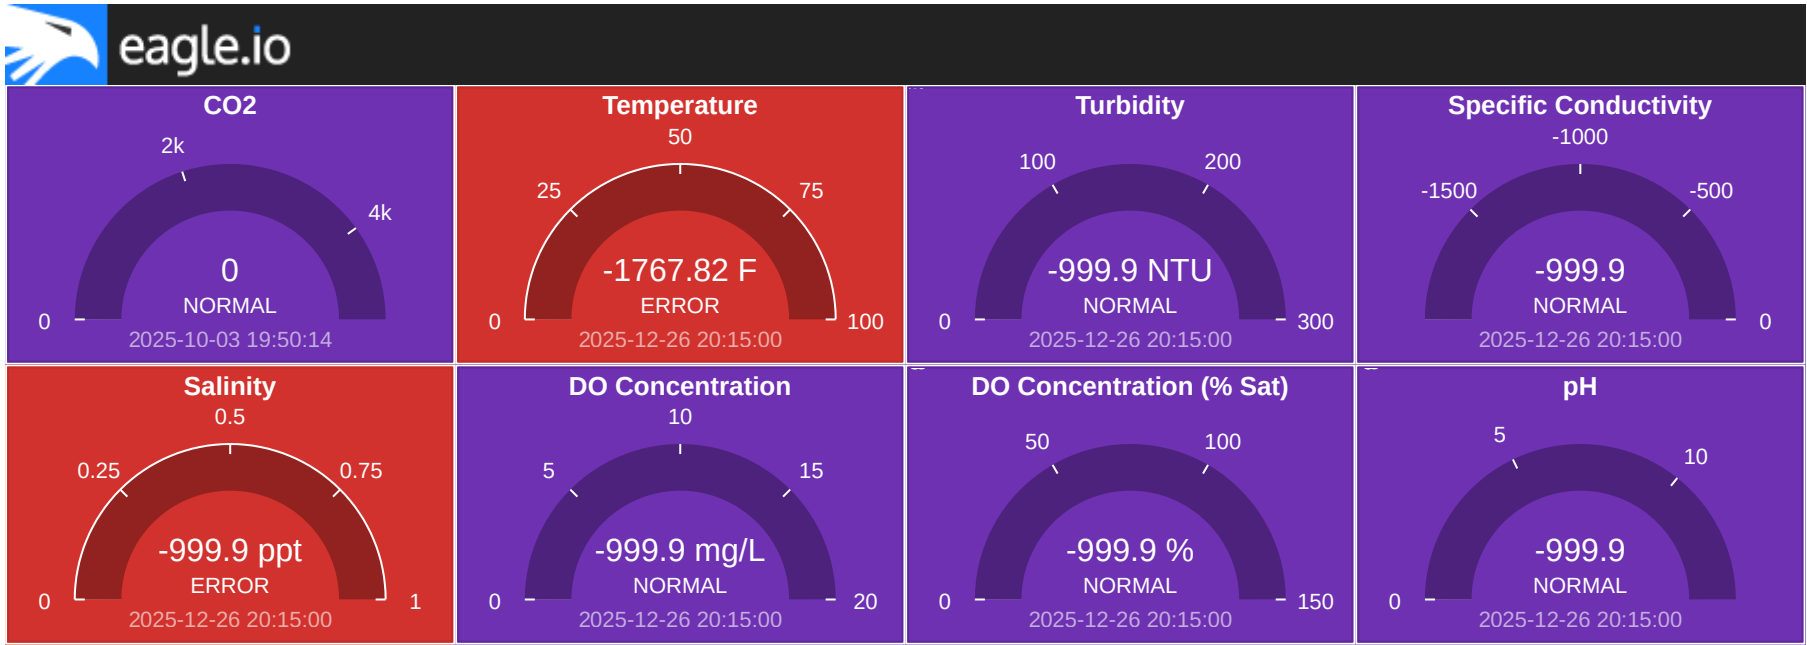 eagle.io
CO2
2k
4k
0
NORMAL
0
2025-10-03 19:50:14
Temperature
50
25
75
-1767.82 F
ERROR
0
100
2025-12-26 20:15:00
Turbidity
100
200
-999.9 NTU
NORMAL
0
300
2025-12-26 20:15:00
Specific Conductivity
-1000
-1500
-500
-999.9
NORMAL
0
2025-12-26 20:15:00
Salinity
0.5
0.25
0.75
-999.9 ppt
ERROR
0
1
2025-12-26 20:15:00
DO Concentration
10
5
15
-999.9 mg/L
NORMAL
0
20
2025-12-26 20:15:00
DO Concentration (% Sat)
50
100
-999.9 %
NORMAL
0
150
2025-12-26 20:15:00
pH
5
10
-999.9
NORMAL
0
2025-12-26 20:15:00